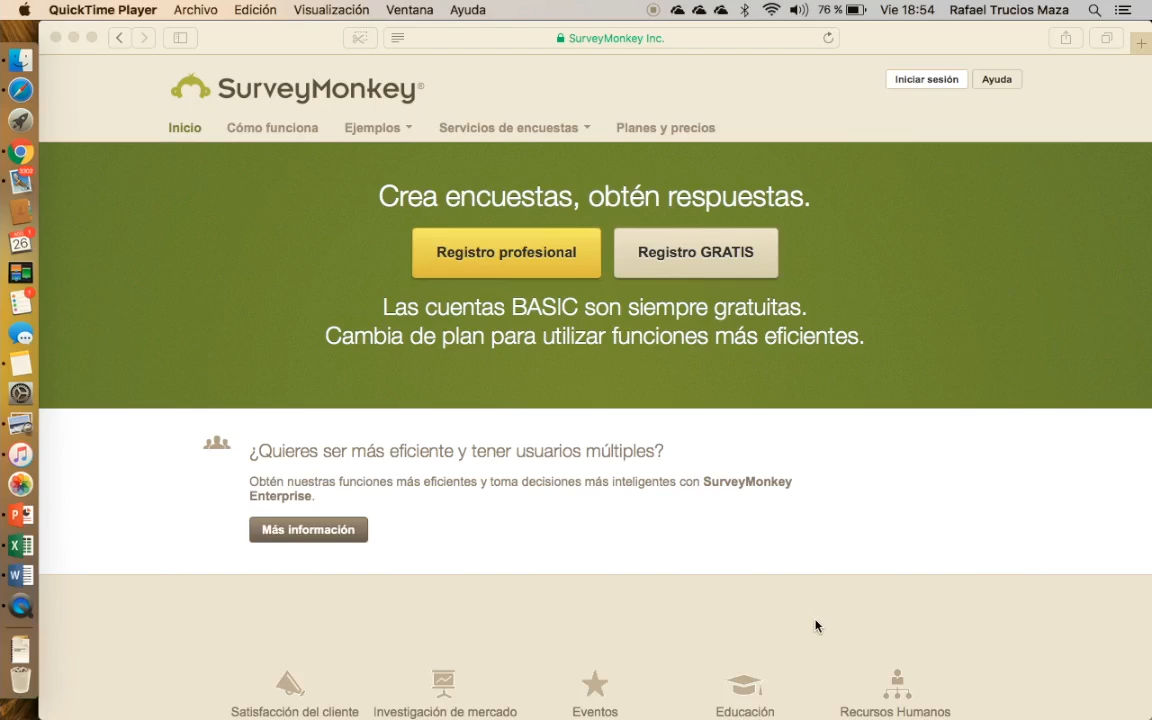 QuickTime Player Archivo Edición Visualización Ventana Ayuda 76 % Vie 18:54 Rafael Trucios Maza
SurveyMonkey Inc.
SurveyMonkey®
Iniciar sesión Ayuda
Inicio Cómo funciona Ejemplos Servicios de encuestas Planes y precios
Crea encuestas, obtén respuestas.
Registro profesional Registro GRATIS
Las cuentas BASIC son siempre gratuitas.
Cambia de plan para utilizar funciones más eficientes.
¿Quieres ser más eficiente y tener usuarios múltiples?
Obtén nuestras funciones más eficientes y toma decisiones más inteligentes con SurveyMonkey
Enterprise.
Más información
Satisfacción del cliente Investigación de mercado Eventos Educación Recursos Humanos
26